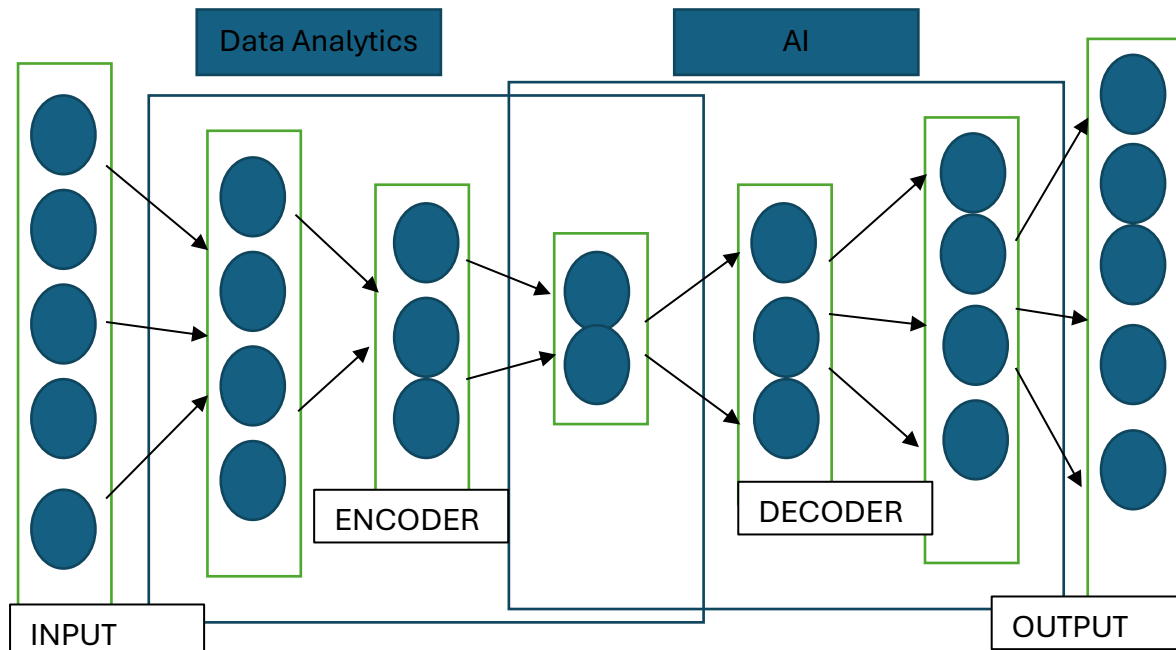 Data Analytics
AI
ENCODER
DECODER
INPUT
OUTPUT